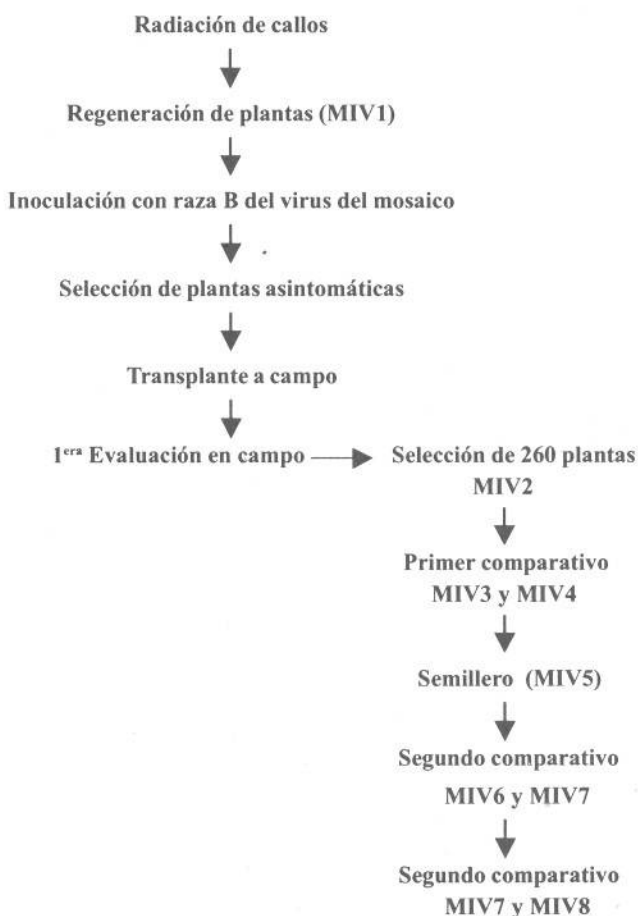 Radiación de callos
Regeneración de plantas (MIV1)
Inoculación con raza B del virus del mosaico
Selección de plantas asintomáticas
Transplante a campo
1era Evaluación en campo
Selección de 260 plantas
MIV2
Primer comparativo
MIV3 y MIV4
Semillero (MIV5)
Segundo comparativo
MIV6 y MIV7
Segundo comparativo
MIV7 y MIV8